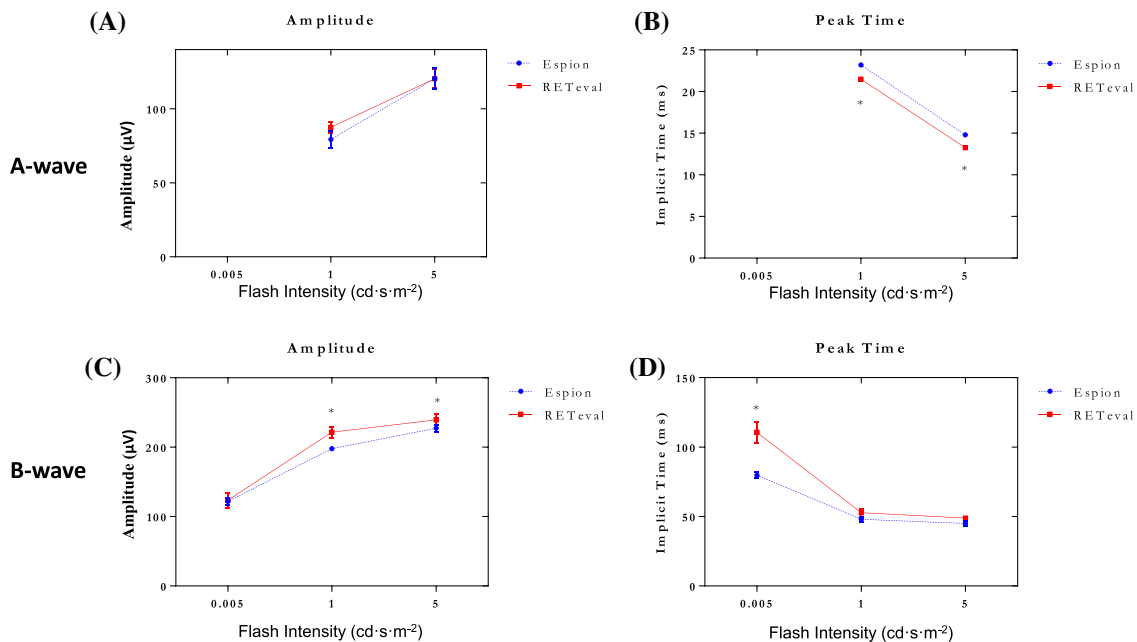 (A)
Amplitude
Espion
RETeval
100
50
0
0.005
1
5
Amplitude (µV)
Flash Intensity (cd·s·m⁻²)
A-wave
(B)
Peak Time
Espion
RETeval
25
20
15
10
5
0
*
*
0.005
1
5
Implicit Time (ms)
Flash Intensity (cd·s·m⁻²)
(C)
Amplitude
Espion
RETeval
300
200
100
0
*
*
0.005
1
5
Amplitude (µV)
Flash Intensity (cd·s·m⁻²)
B-wave
(D)
Peak Time
Espion
RETeval
150
100
50
0
*
0.005
1
5
Implicit Time (ms)
Flash Intensity (cd·s·m⁻²)